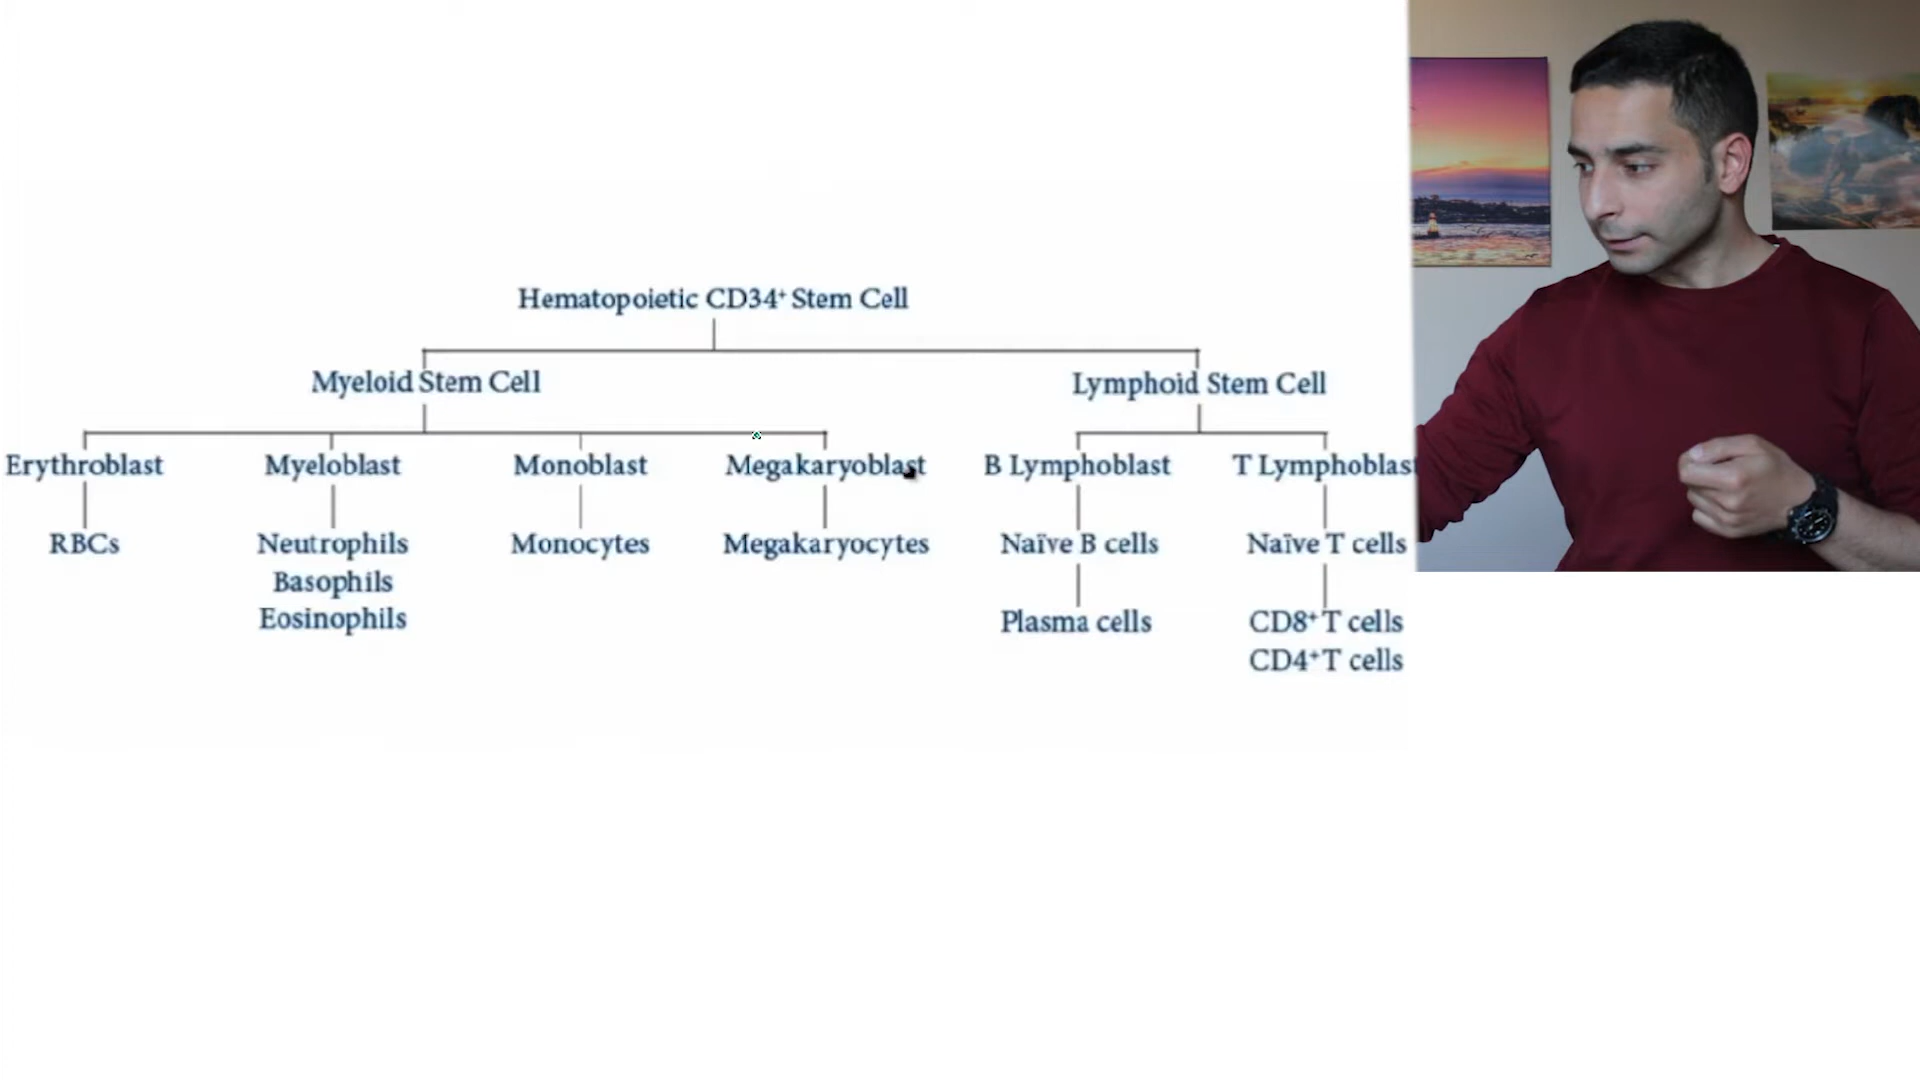 Hematopoietic CD34⁺ Stem Cell
Myeloid Stem Cell
Lymphoid Stem Cell
Erythroblast
Myeloblast
Monoblast
Megakaryoblast
B Lymphoblast
T Lymphoblast
RBCs
Neutrophils
Basophils
Eosinophils
Monocytes
Megakaryocytes
Naïve B cells
Naïve T cells
Plasma cells
CD8⁺T cells
CD4⁺T cells